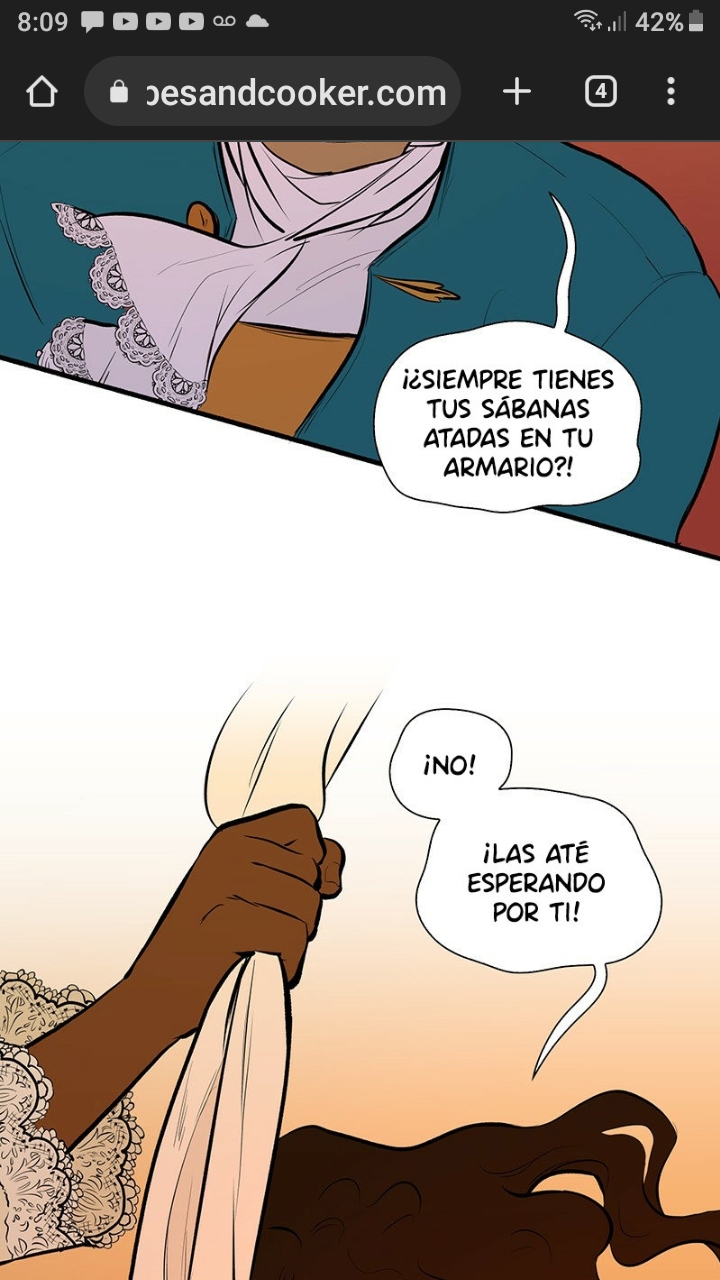 8:09
42%
besandcooker.com
4
¡¿SIEMPRE TIENES
TUS SÁBANAS
ATADAS EN TU
ARMARIO?!
¡NO!
¡LAS ATÉ
ESPERANDO
POR TI!